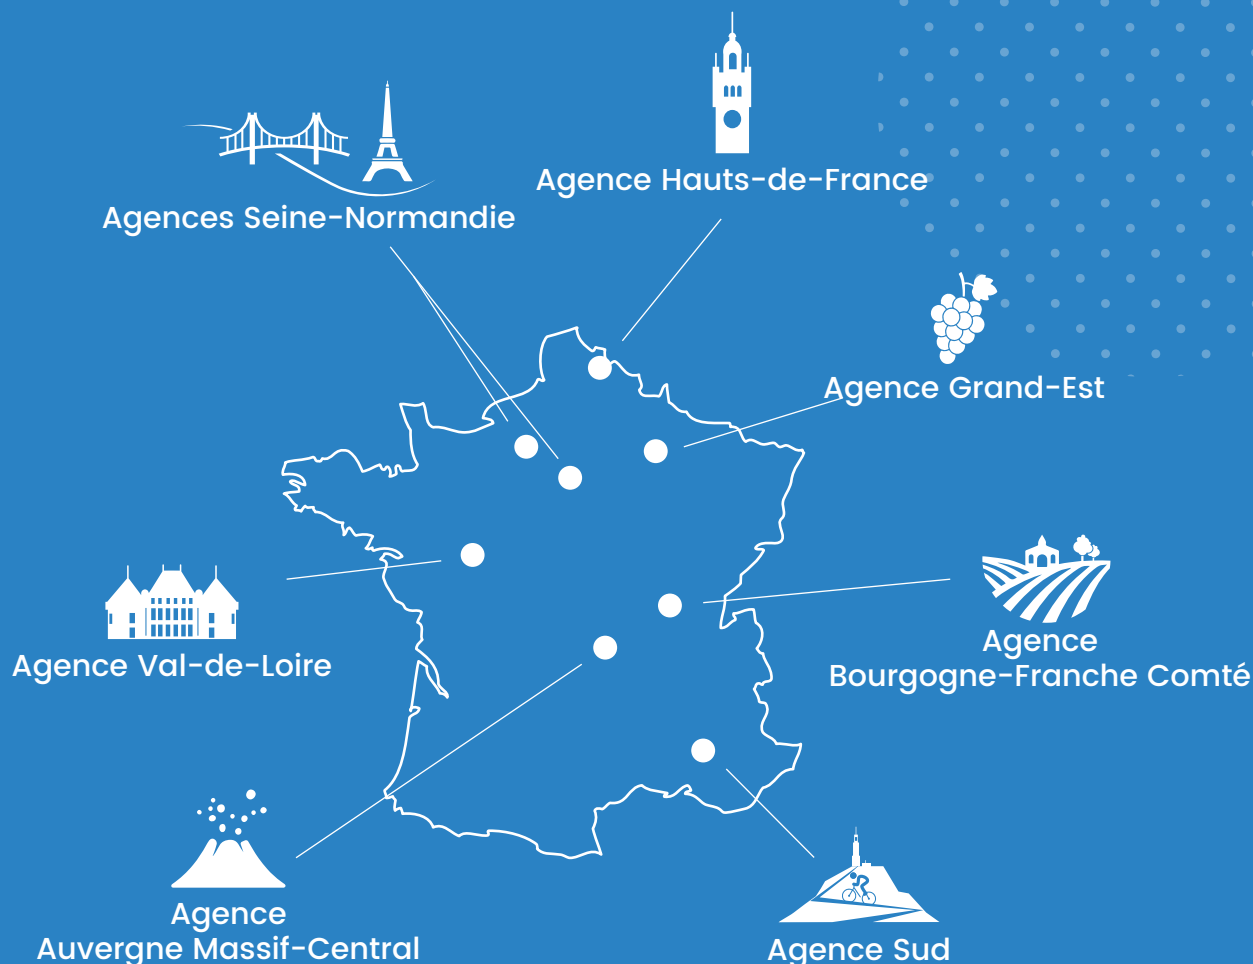 Agence Hauts-de-France
Agences Seine-Normandie
Agence Grand-Est
Agence Val-de-Loire
Agence
Bourgogne-Franche Comté
Agence
Auvergne Massif-Central
Agence Sud